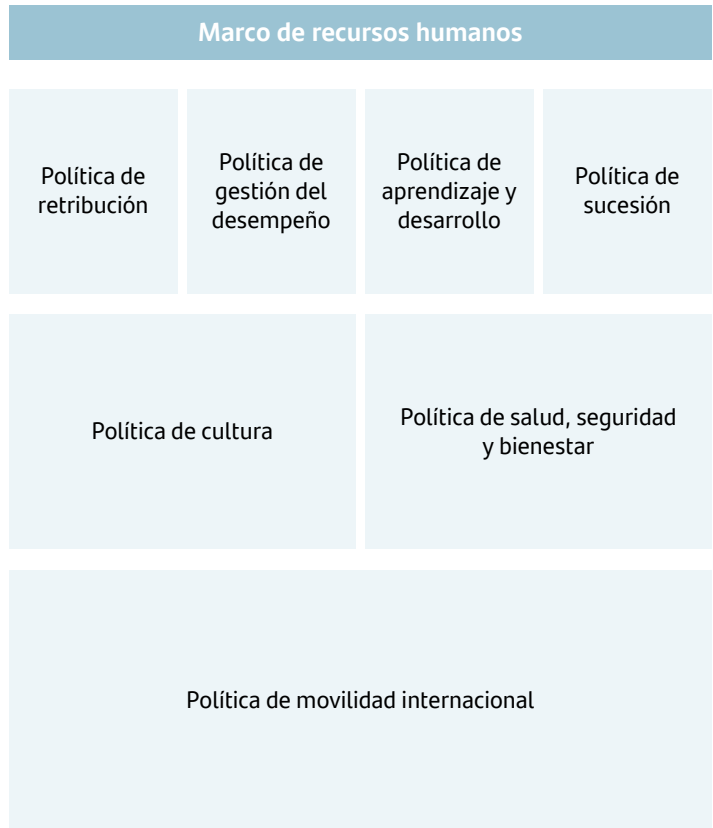 Marco de recursos humanos
Política de
retribución
Política de
gestión del
desempeño
Política de
aprendizaje y
desarrollo
Política de
sucesión
Política de cultura
Política de salud, seguridad
y bienestar
Política de movilidad internacional